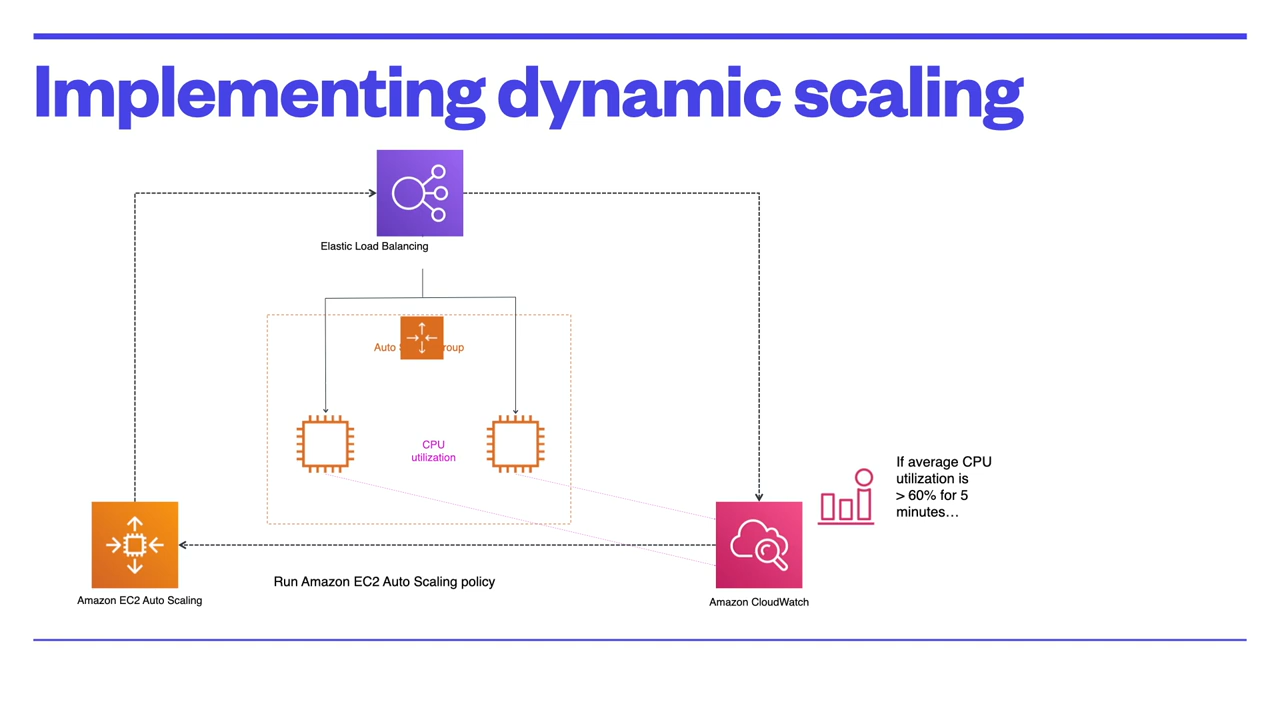 Implementing dynamic scaling
Elastic Load Balancing
Auto
roup
CPU
utilization
If average CPU
utilization is
> 60% for 5
minutes…
Run Amazon EC2 Auto Scaling policy
Amazon EC2 Auto Scaling
Amazon CloudWatch